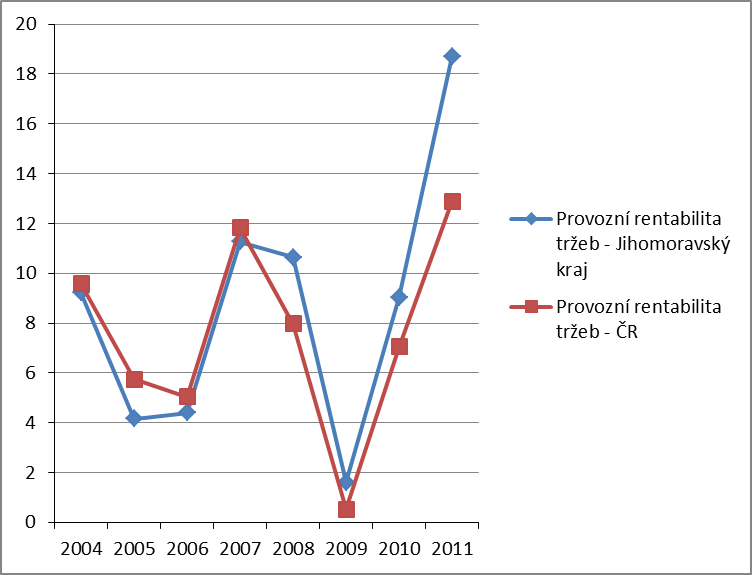 20
18
16
14
12
10
8
6
4
2
0
2004 2005 2006 2007 2008 2009 2010 2011
Provozní rentabilita
tržeb - Jihomoravský
kraj
Provozní rentabilita
tržeb - ČR